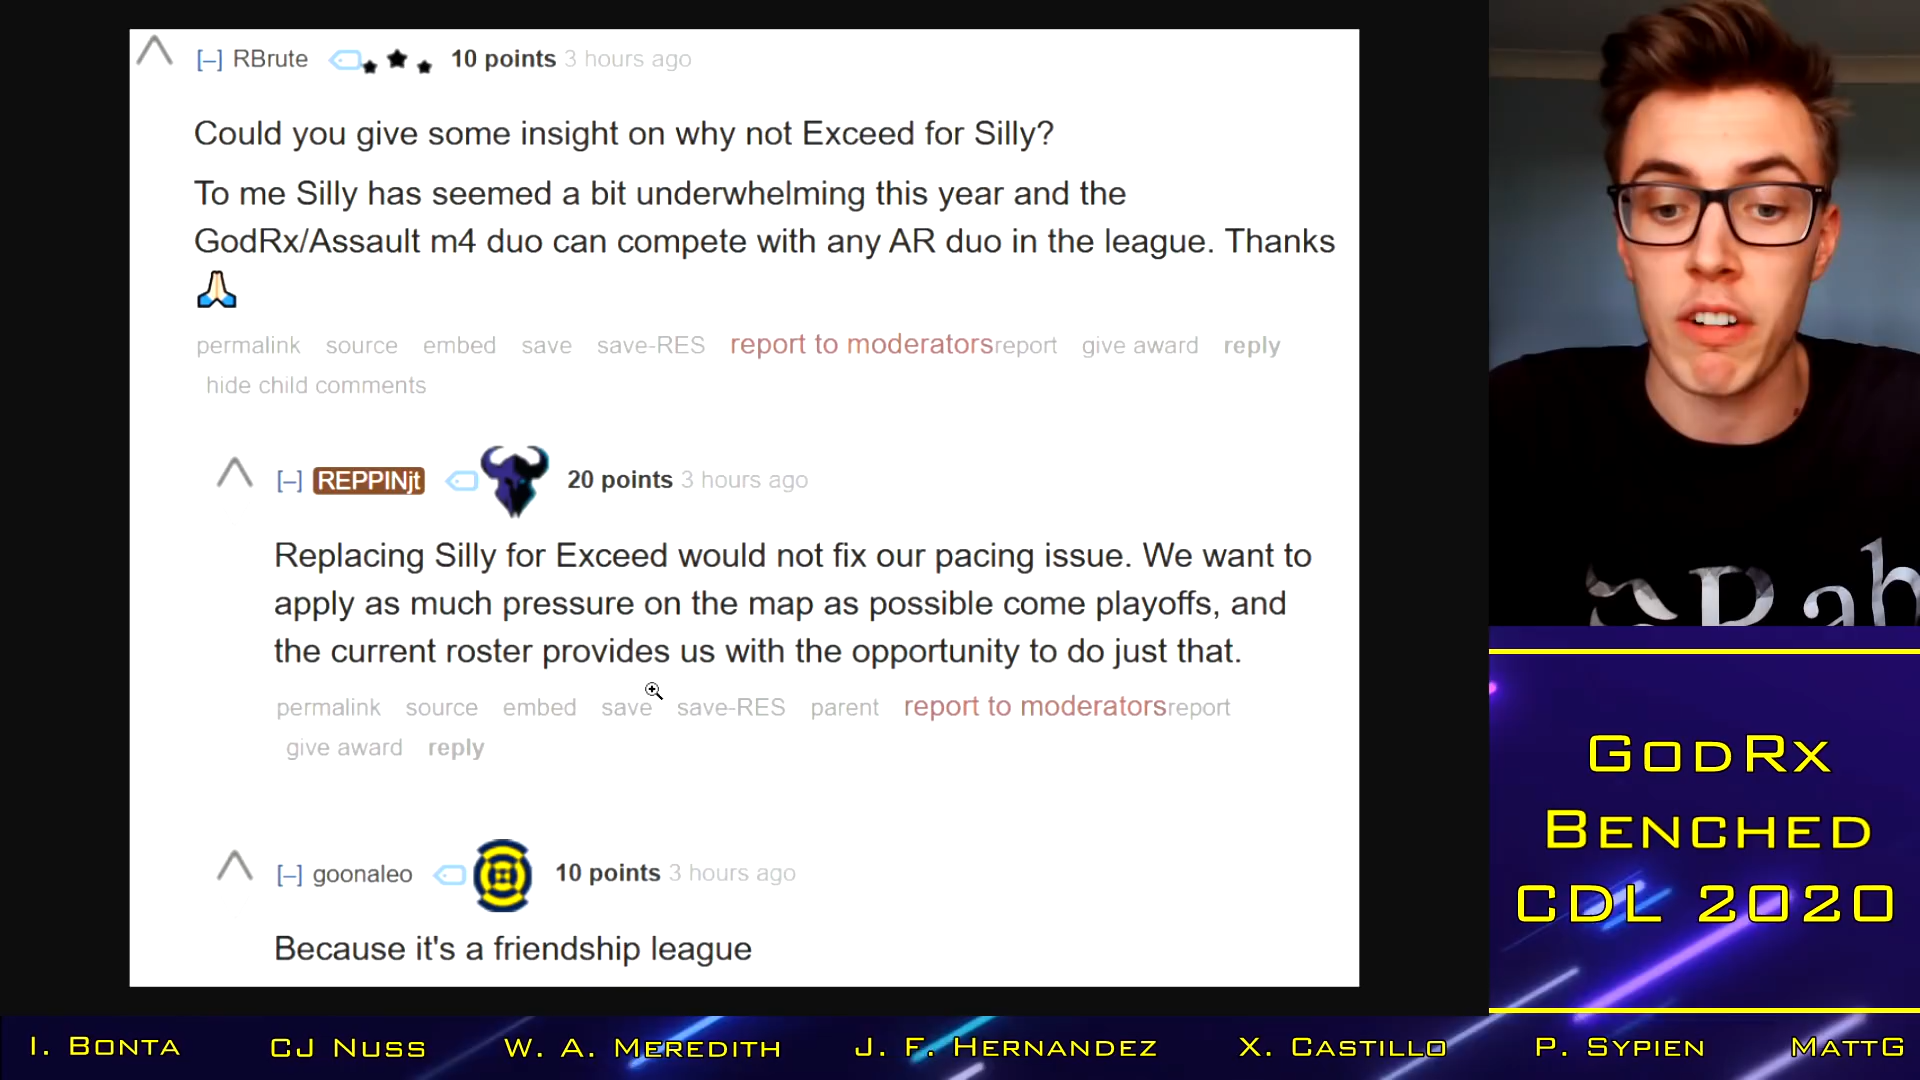 [–] RBrute 10 points 3 hours ago
Could you give some insight on why not Exceed for Silly?
To me Silly has seemed a bit underwhelming this year and the
GodRx/Assault m4 duo can compete with any AR duo in the league. Thanks
🙏🏻
permalink source embed save save-RES report to moderatorsreport give award reply
hide child comments
[–] REPPINjt 20 points 3 hours ago
Replacing Silly for Exceed would not fix our pacing issue. We want to
apply as much pressure on the map as possible come playoffs, and
the current roster provides us with the opportunity to do just that.
permalink source embed save save-RES parent report to moderatorsreport
give award reply
[–] goonaleo 10 points 3 hours ago
Because it's a friendship league
GodRx
Benched
CDL 2020
I. Bonta CJ Nuss W. A. Meredith J. F. Hernandez X. Castillo P. Sypien MattG